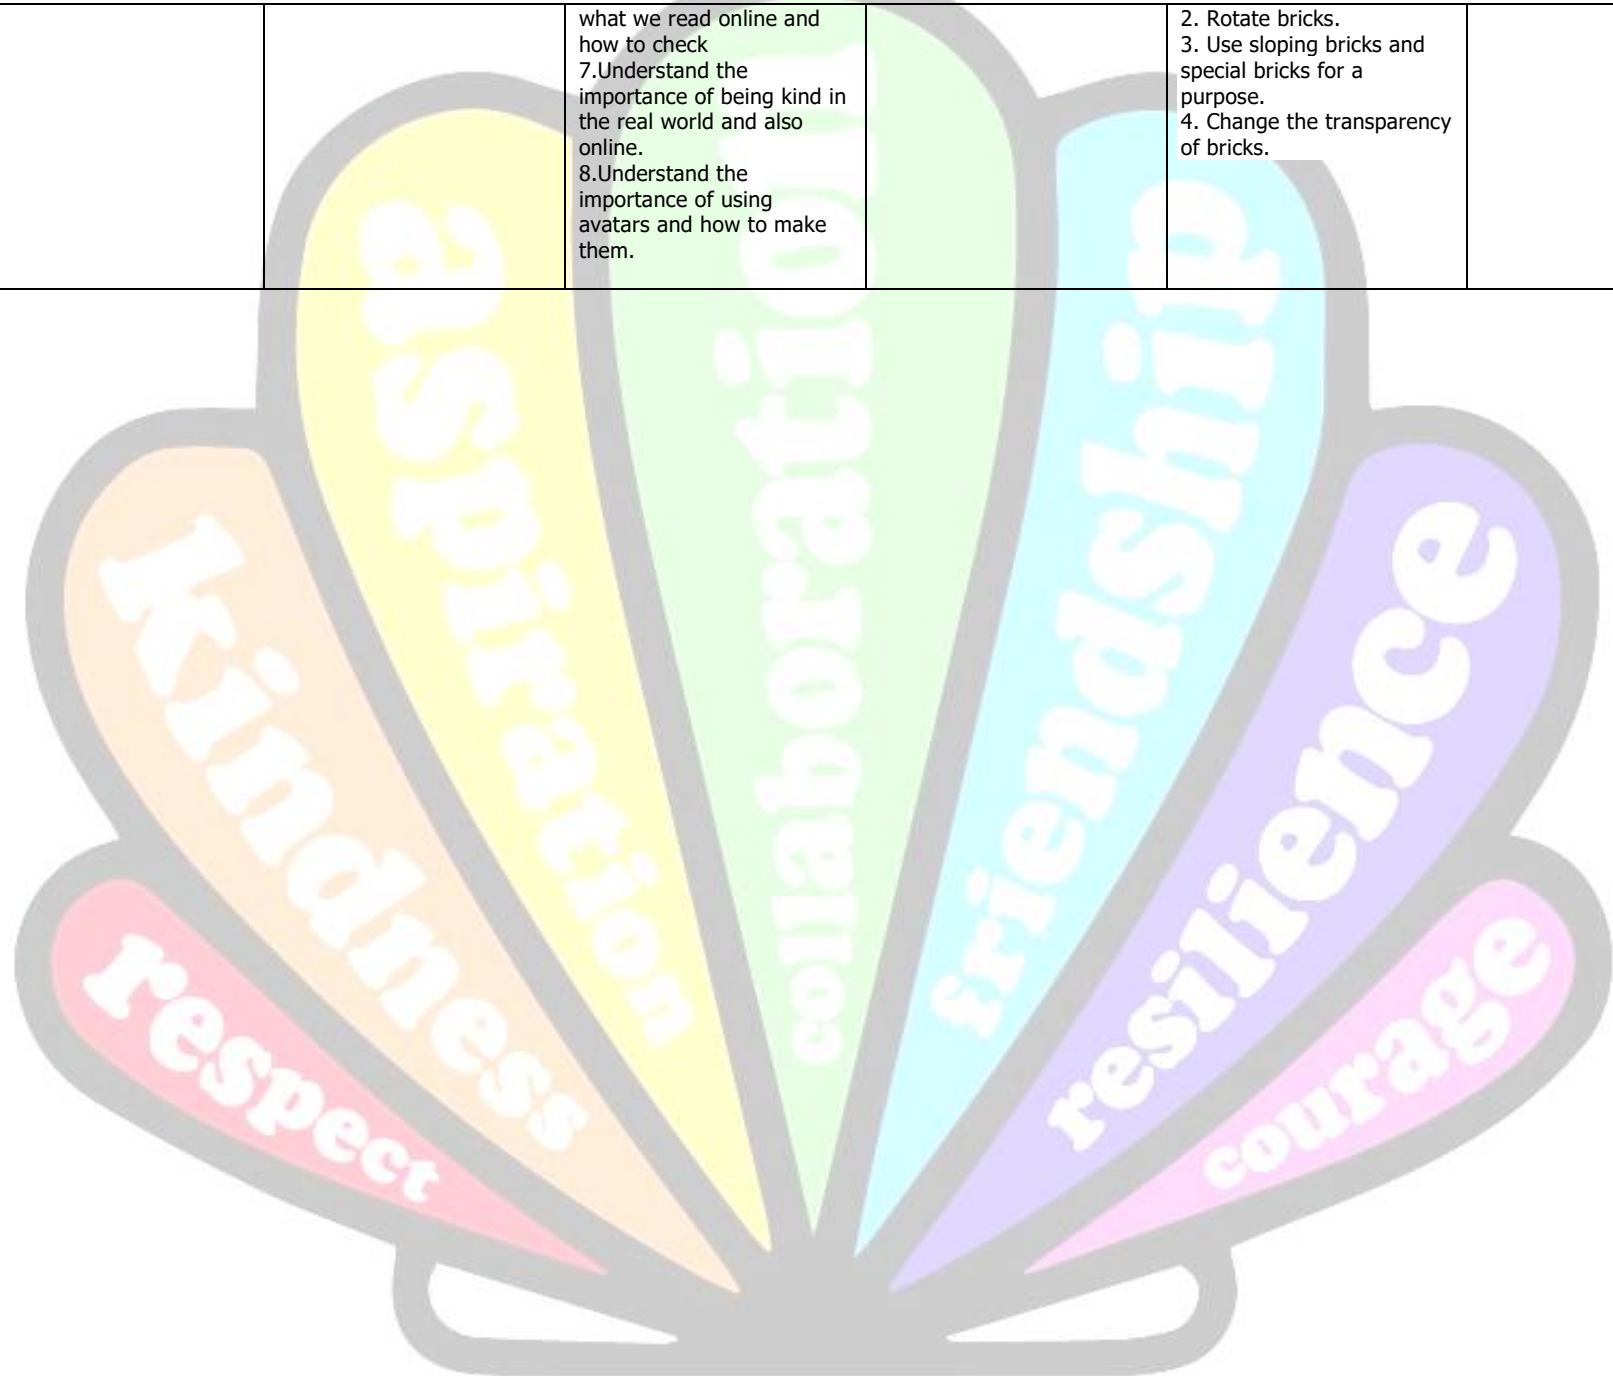 what we read online and
how to check
7.Understand the
importance of being kind in
the real world and also
online.
8.Understand the
importance of using
avatars and how to make
them.
2. Rotate bricks.
3. Use sloping bricks and
special bricks for a
purpose.
4. Change the transparency
of bricks.
respect
kindness
aspiration
collaboration
friendship
resilience
courage